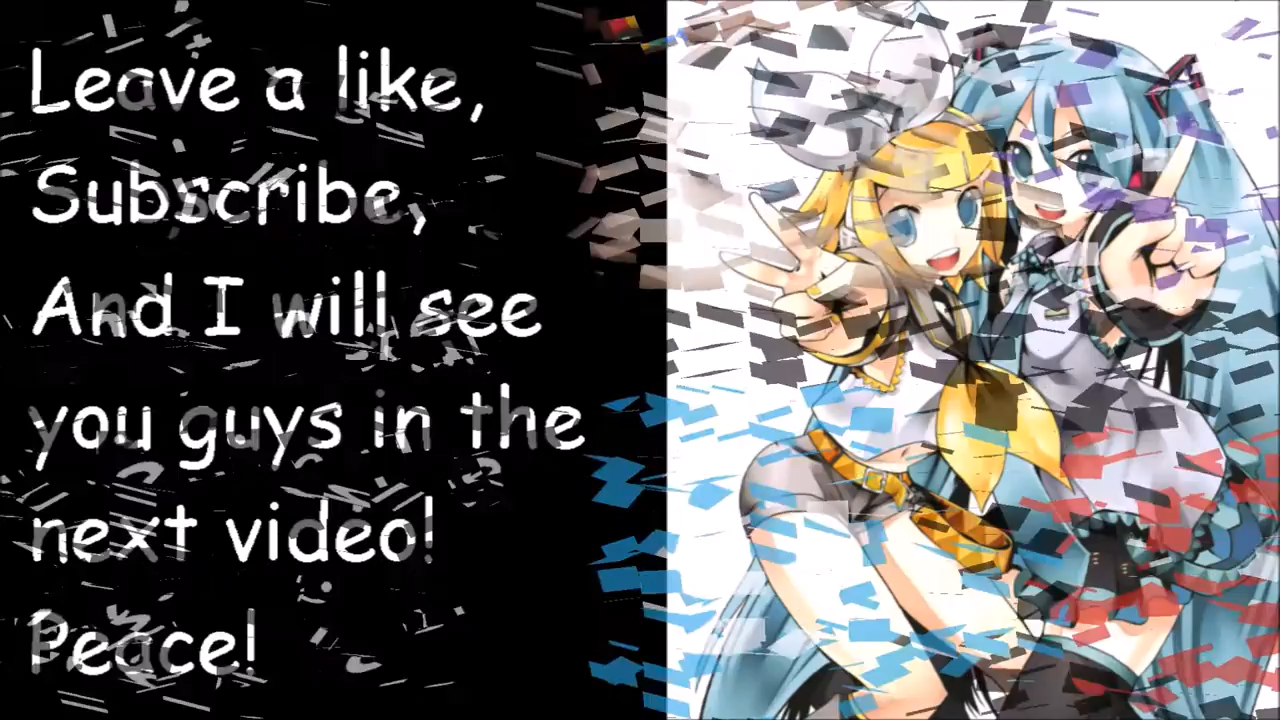 Leave a like,
Subscribe,
And I will see
you guys in the
next video!
Peace!